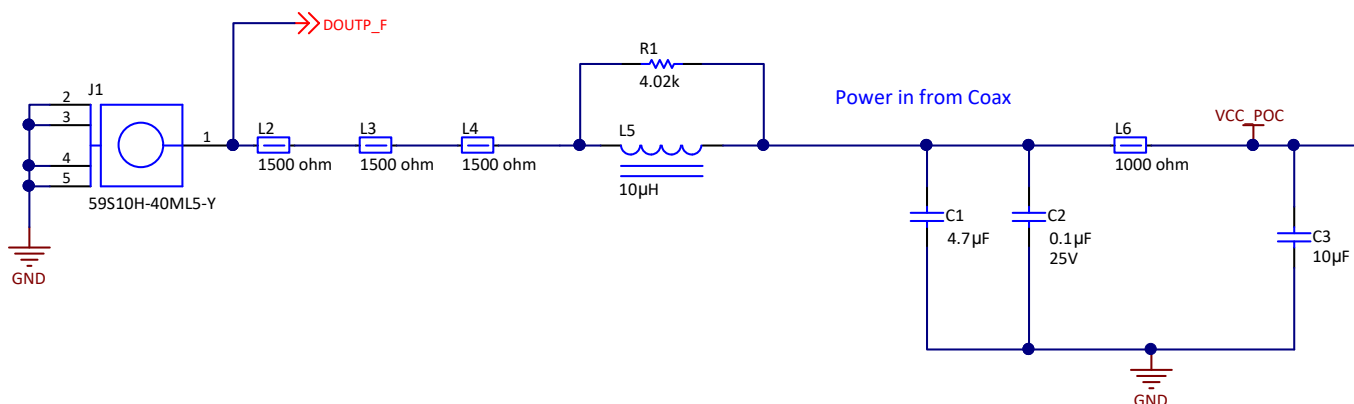 DOUTP_F
R1
4.02k
Power in from Coax
VCC_POC
J1
2
3
4
5
1
L2
1500 ohm
L3
1500 ohm
L4
1500 ohm
L5
10µH
L6
1000 ohm
59S10H-40ML5-Y
GND
C1
4.7µF
C2
0.1µF
25V
C3
10µF
GND